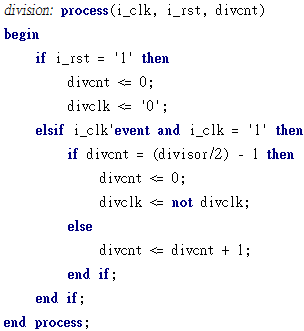 division: process(i_clk, i_rst, divcnt)
begin
    if i_rst = '1' then
        divcnt <= 0;
        divclk <= '0';
    elsif i_clk'event and i_clk = '1' then
        if divcnt = (divisor/2) - 1 then
            divcnt <= 0;
            divclk <= not divclk;
        else
            divcnt <= divcnt + 1;
        end if;
    end if;
end process;